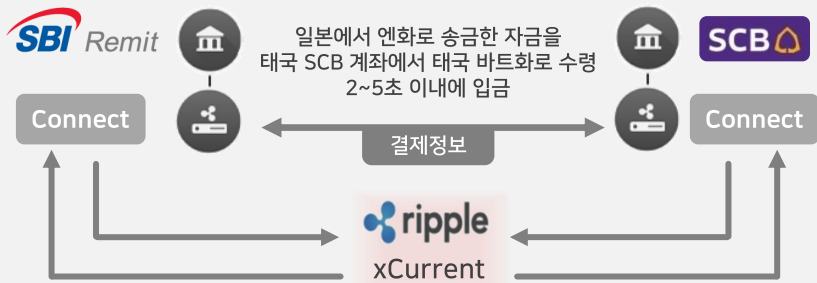 SBI Remit
일본에서 엔화로 송금한 자금을
태국 SCB 계좌에서 태국 바트화로 수령
2~5초 이내에 입금
SCB
Connect
결제정보
Connect
ripple
xCurrent